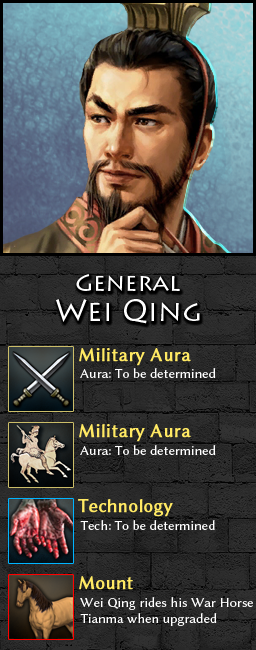 General
Wei Qing
Military Aura
Aura: To be determined
Military Aura
Aura: To be determined
Technology
Tech: To be determined
Mount
Wei Qing rides his War Horse
Tianma when upgraded